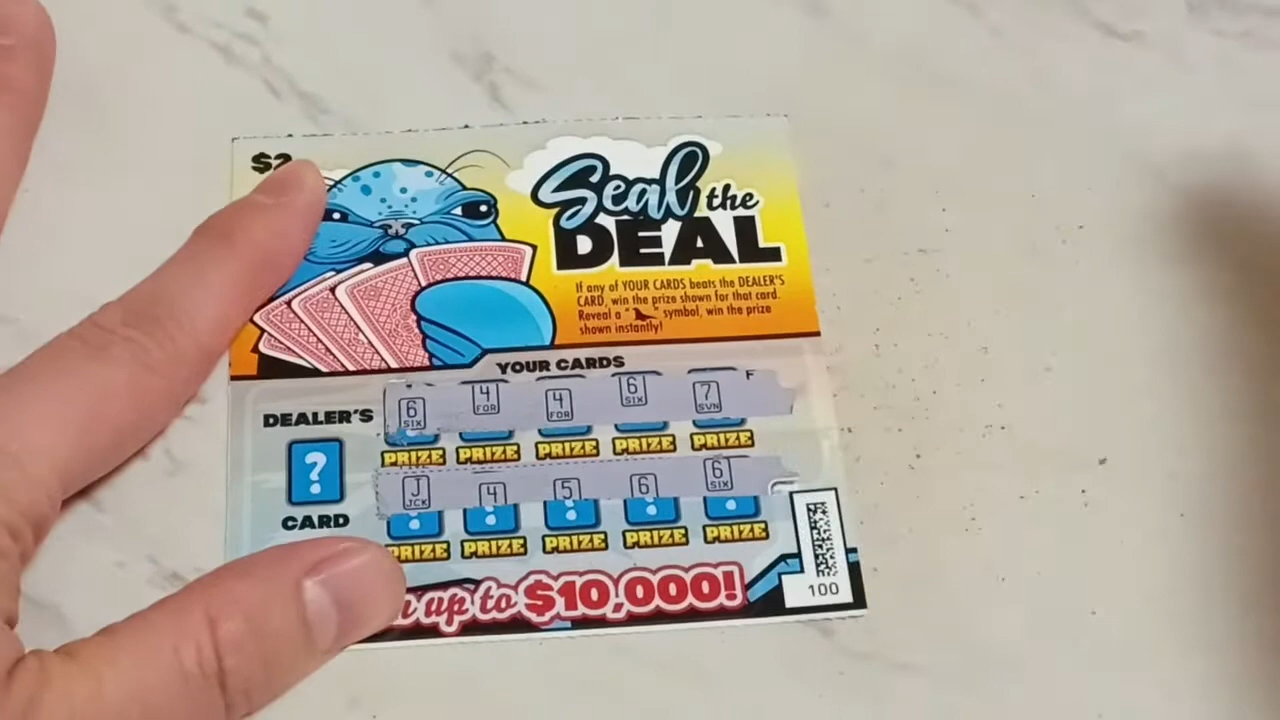 $2
Seal the
DEAL
If any of YOUR CARDS beats the DEALER'S
CARD, win the prize shown for that card.
Reveal a " " symbol, win the prize
shown instantly!
YOUR CARDS
DEALER'S
?
CARD
6 4 4 6 7
SIX FOR FOR SIX SVN
F
PRIZE PRIZE PRIZE PRIZE PRIZE
J 4 5 6 6
JCK SIX
PRIZE PRIZE PRIZE PRIZE PRIZE
up to $10,000!
100